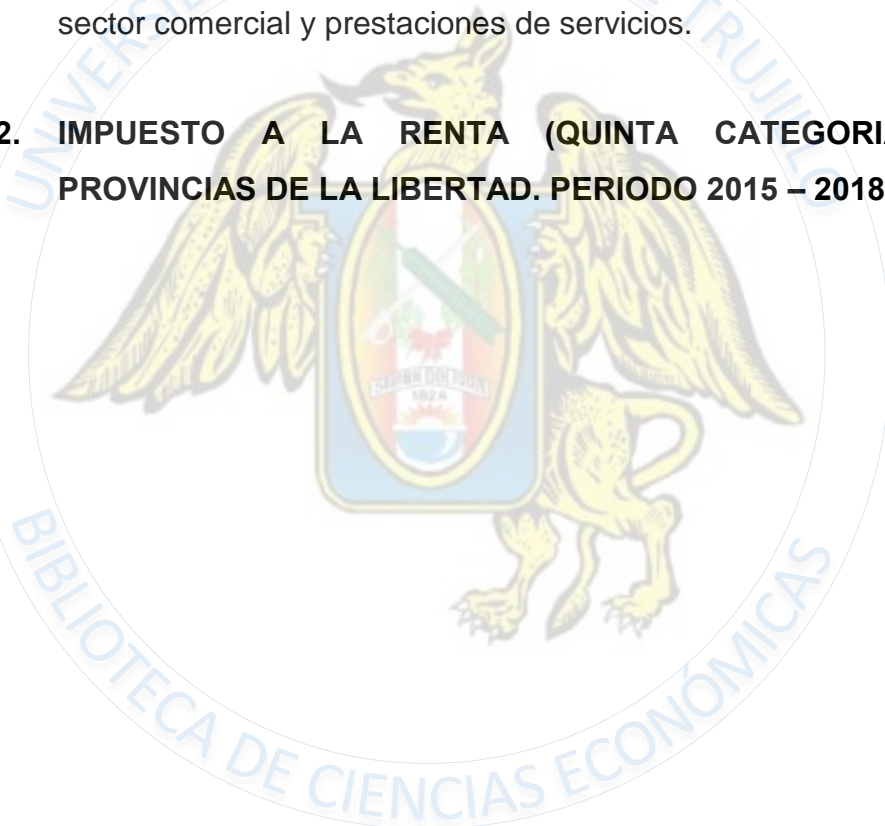 sector comercial y prestaciones de servicios.
2. IMPUESTO A LA RENTA (QUINTA CATEGORIA
PROVINCIAS DE LA LIBERTAD. PERIODO 2015 – 2018
1824
BIBLIOTECA DE CIENCIAS ECONÓMICAS